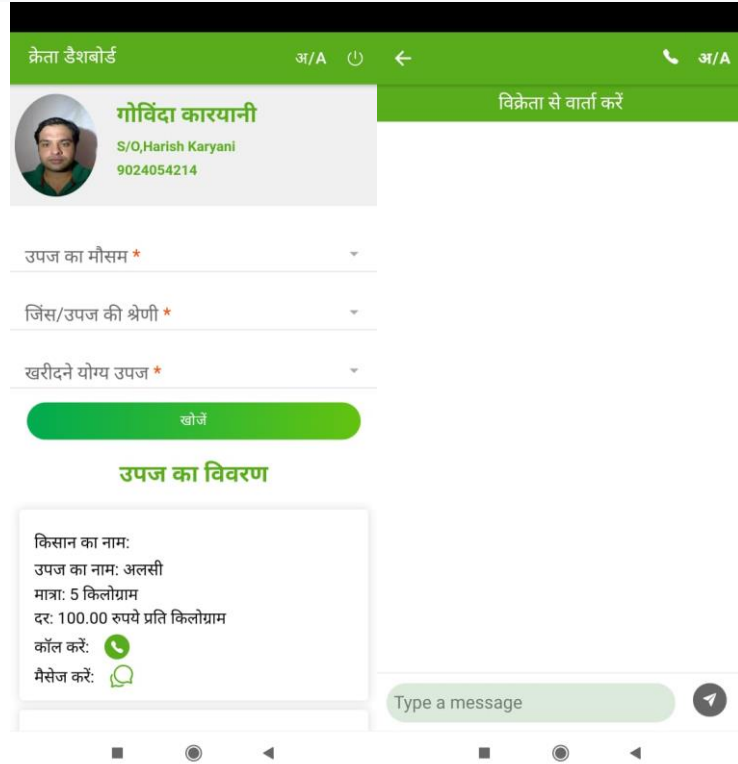 क्रेता डैशबोर्ड
अ/A
गोविंदा कारयानी
S/O,Harish Karyani
9024054214
उपज का मौसम *
जिंस/उपज की श्रेणी *
खरीदने योग्य उपज *
खोजें
उपज का विवरण
किसान का नाम:
उपज का नाम: अलसी
मात्रा: 5 किलोग्राम
दर: 100.00 रुपये प्रति किलोग्राम
कॉल करें:
मैसेज करें:
अ/A
विक्रेता से वार्ता करें
Type a message